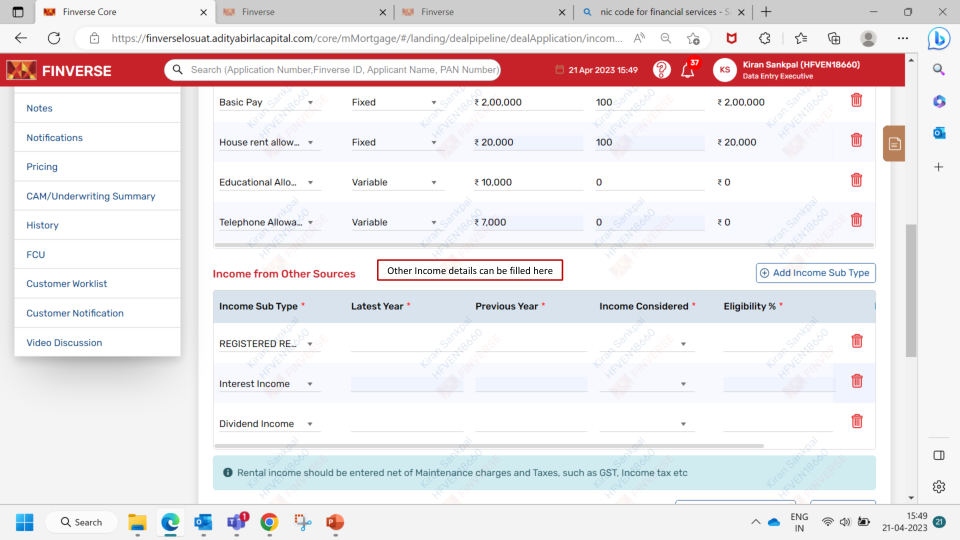 Finverse Core
Finverse
Finverse
nic code for financial services - S
https://finverselosuat.adityabirlacapital.com/core/mMortgage/#/landing/dealpipeline/dealApplication/incom...
FINVERSE
Search (Application Number,Finverse ID, Applicant Name, PAN Number)
21 Apr 2023 15:49
37
KS
Kiran Sankpal (HFVEN18660)
Data Entry Executive
Notes
Notifications
Pricing
CAM/Underwriting Summary
History
FCU
Customer Worklist
Customer Notification
Video Discussion
Basic Pay Fixed ₹ 2,00,000 100 ₹ 2,00,000
House rent allow... Fixed ₹ 20,000 100 ₹ 20,000
Educational Allo... Variable ₹ 10,000 0 ₹ 0
Telephone Allowa... Variable ₹ 7,000 0 ₹ 0
Income from Other Sources
Other Income details can be filled here
Add Income Sub Type
Income Sub Type * Latest Year * Previous Year * Income Considered * Eligibility % *
REGISTERED RE...
Interest Income
Dividend Income
Rental income should be entered net of Maintenance charges and Taxes, such as GST, Income tax etc
Kiran Sankpal
HFVEN18660
FINVERSE
Search
1
ENG
IN
15:49
21-04-2023
21